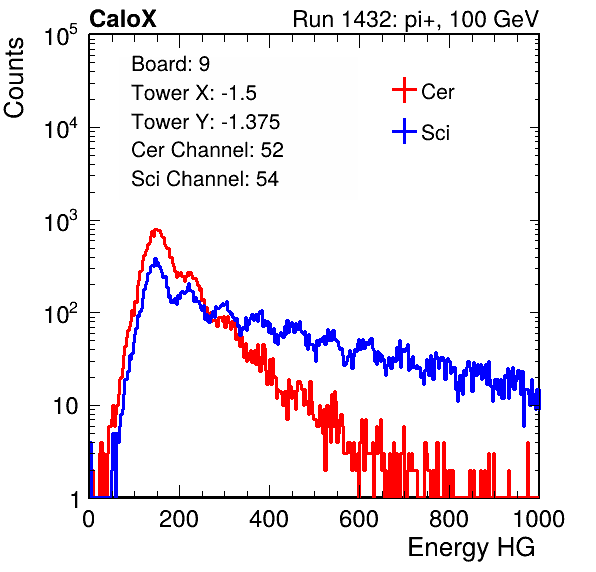 CaloX Run 1432: pi+, 100 GeV
Board: 9
Tower X: -1.5
Tower Y: -1.375
Cer Channel: 52
Sci Channel: 54
Cer
Sci
Counts
10^5
10^4
10^3
10^2
10
1
0 200 400 600 800 1000
Energy HG